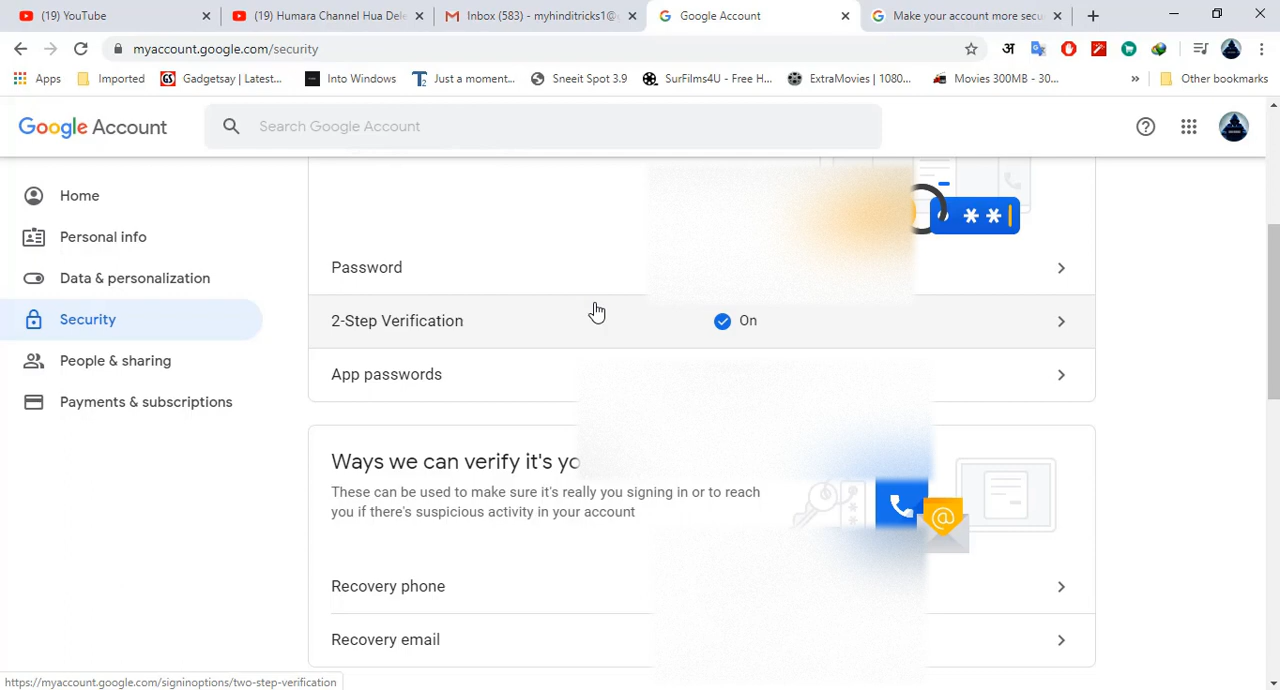 (19) YouTube
(19) Humara Channel Hua De
Inbox (583) - myhinditricks1@g
Google Account
Make your account more secu
myaccount.google.com/security
अ
Apps
Imported
GS
Gadgetsay | Latest...
Into Windows
Just a moment...
Sneeit Spot 3.9
SurFilms4U - Free H...
ExtraMovies | 1080...
Movies 300MB - 30...
»
Other bookmarks
Google Account
Search Google Account
Home
Personal info
Data & personalization
Security
People & sharing
Payments & subscriptions
* *
Password
2-Step Verification
On
App passwords
Ways we can verify it's yo
These can be used to make sure it's really you signing in or to reach
you if there's suspicious activity in your account
@
Recovery phone
Recovery email
https://myaccount.google.com/signinoptions/two-step-verification